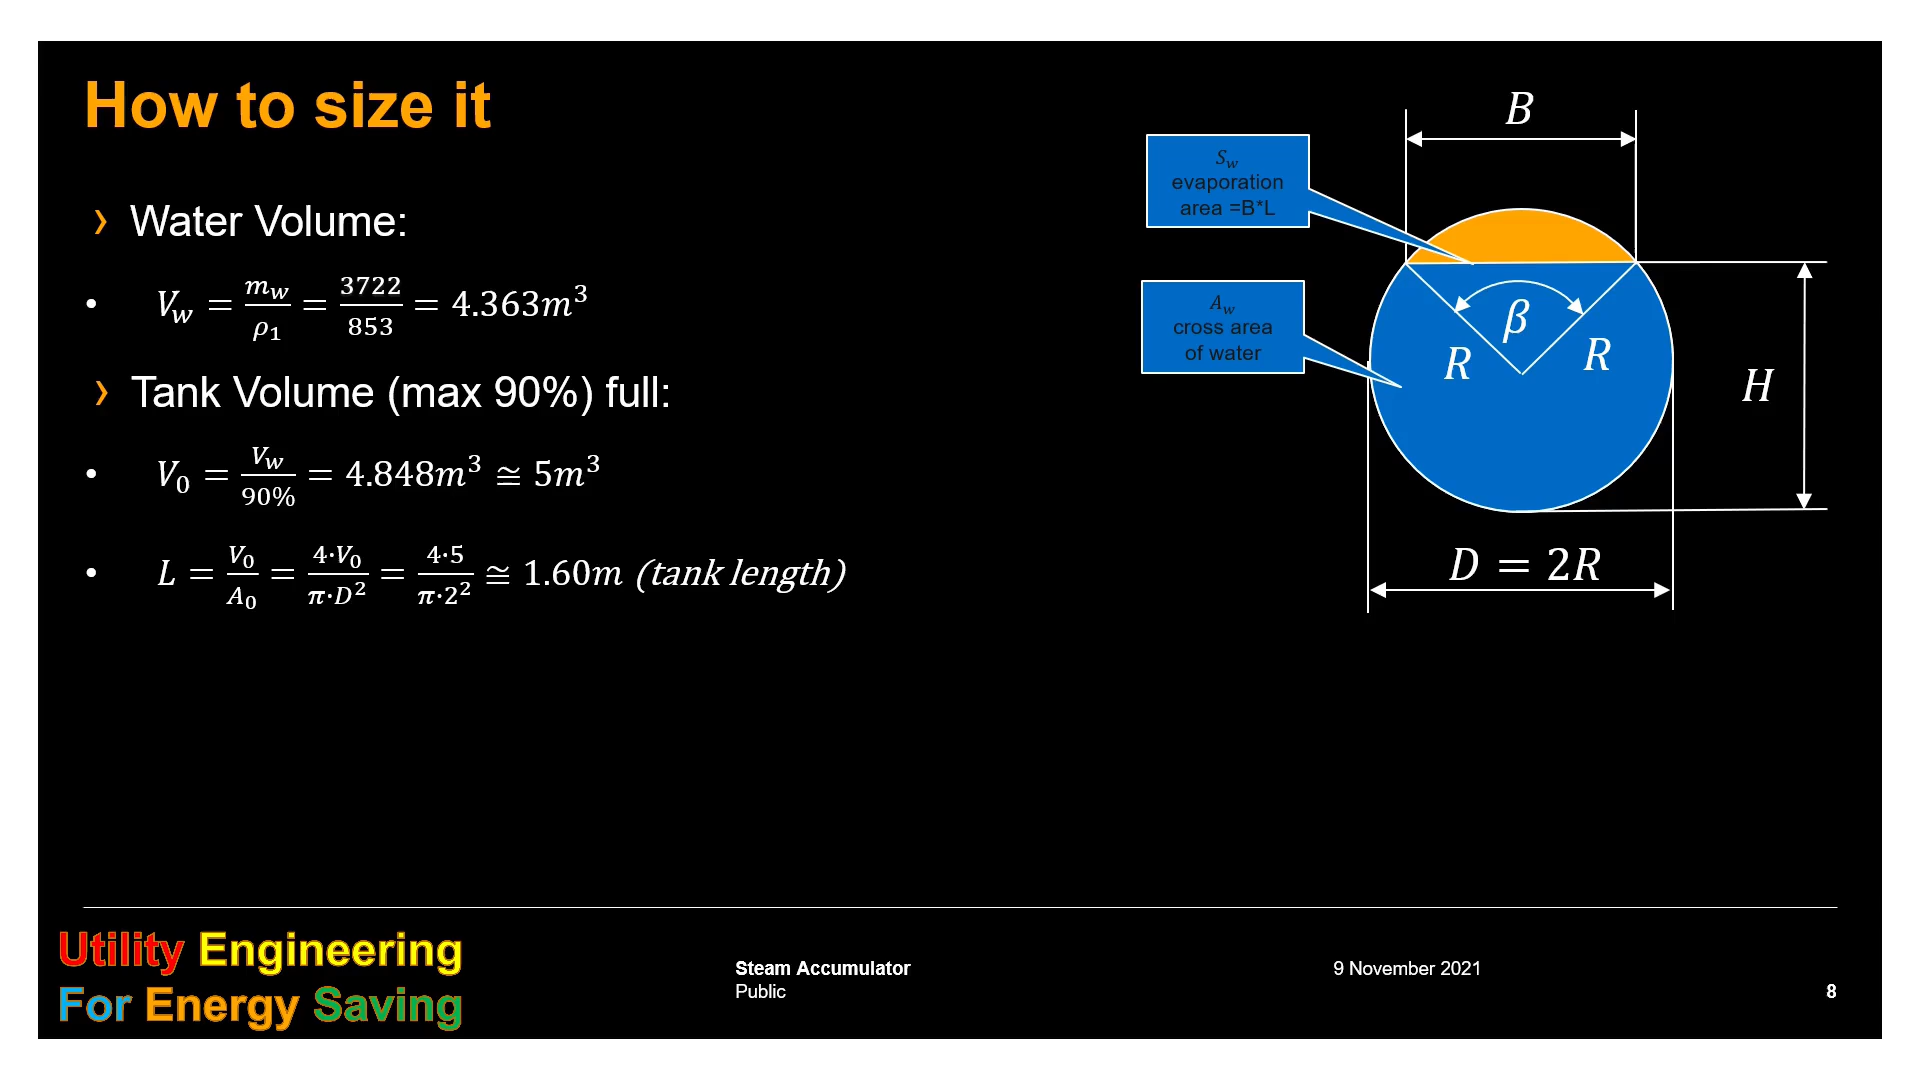 How to size it
› Water Volume:
• V_w = m_w/ρ_1 = 3722/853 = 4.363m³
› Tank Volume (max 90%) full:
• V_0 = V_w/90% = 4.848m³ ≅ 5m³
• L = V_0/A_0 = 4·V_0/π·D² = 4·5/π·2² ≅ 1.60m (tank length)
B
S_w
evaporation
area =B*L
A_w
cross area
of water
β
R
R
H
D = 2R
Utility Engineering
For Energy Saving
Steam Accumulator
Public
9 November 2021
8